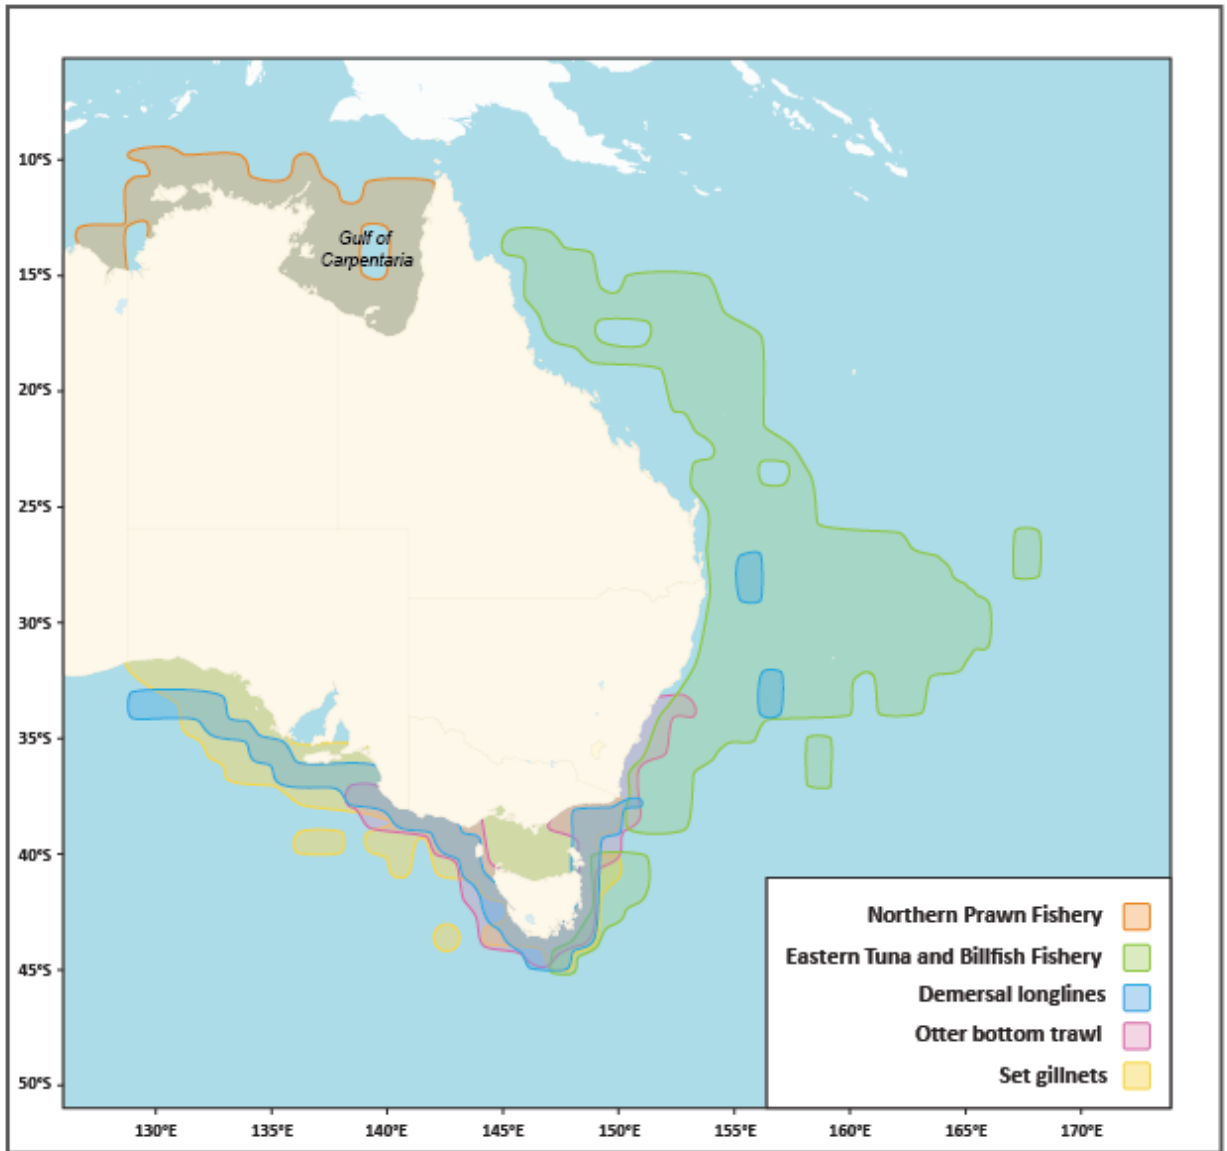 10°S
15°S
20°S
25°S
30°S
35°S
40°S
45°S
50°S
Gulf of
Carpentaria
Northern Prawn Fishery
Eastern Tuna and Billfish Fishery
Demersal longlines
Otter bottom trawl
Set gillnets
130°E 135°E 140°E 145°E 150°E 155°E 160°E 165°E 170°E